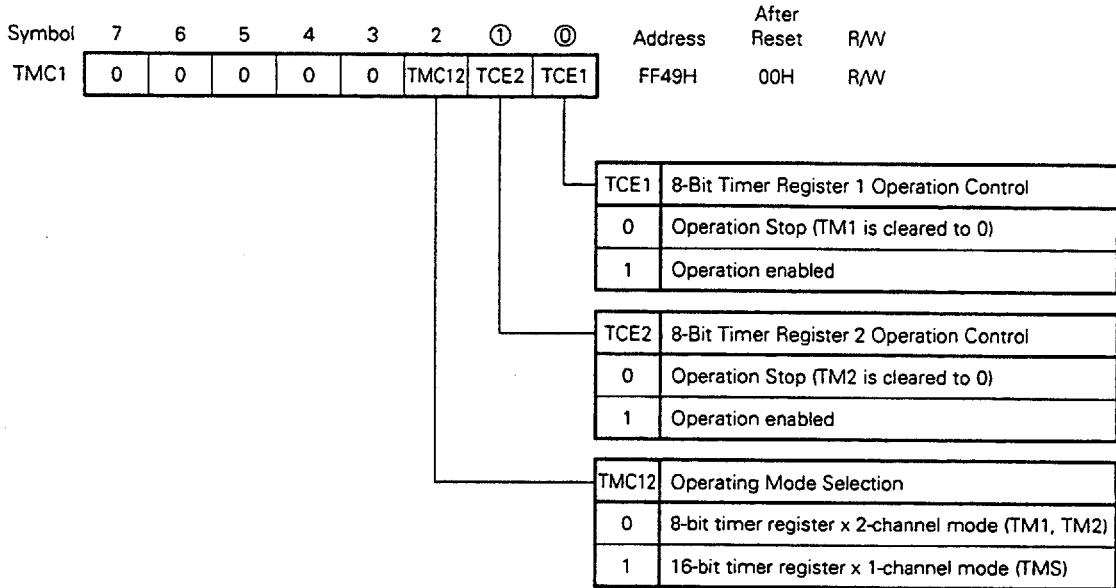 After
Symbol 7 6 5 4 3 2 ① ⓪ Address Reset R/W
TMC1 0 0 0 0 0 TMC12 TCE2 TCE1 FF49H 00H R/W
TCE1 8-Bit Timer Register 1 Operation Control
0 Operation Stop (TM1 is cleared to 0)
1 Operation enabled
TCE2 8-Bit Timer Register 2 Operation Control
0 Operation Stop (TM2 is cleared to 0)
1 Operation enabled
TMC12 Operating Mode Selection
0 8-bit timer register x 2-channel mode (TM1, TM2)
1 16-bit timer register x 1-channel mode (TMS)